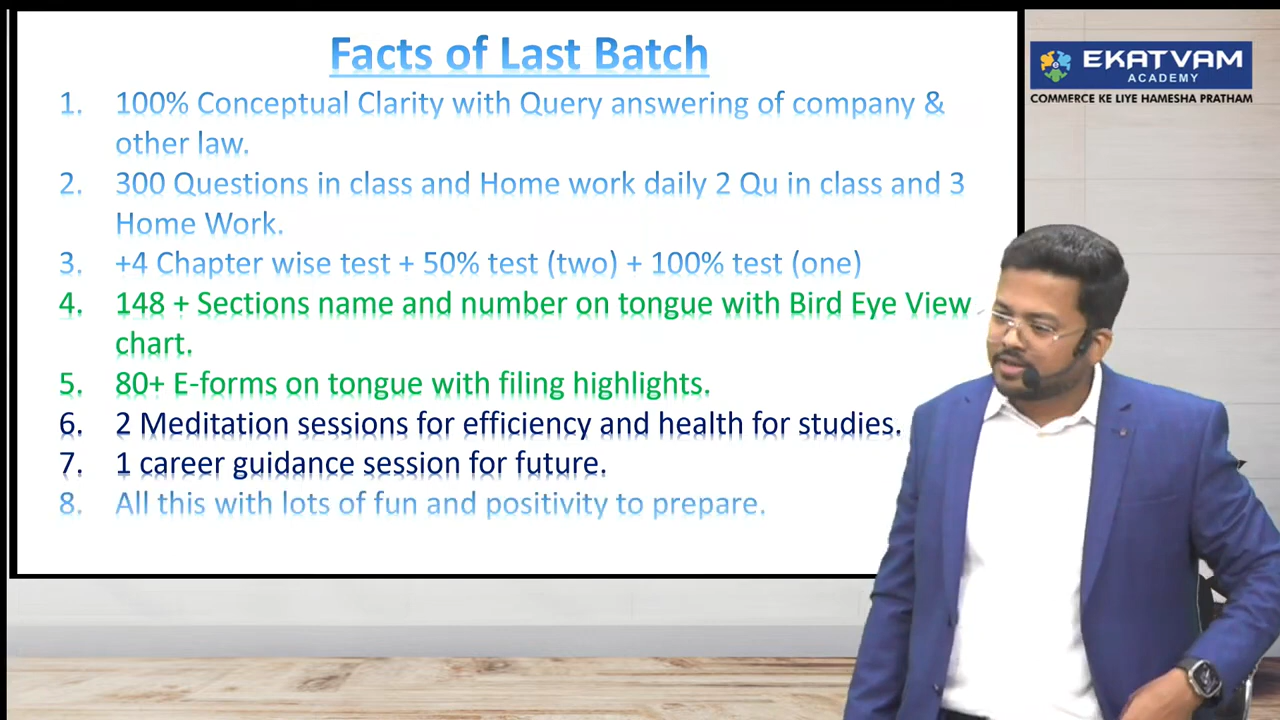 Facts of Last Batch
1. 100% Conceptual Clarity with Query answering of company &
other law.
2. 300 Questions in class and Home work daily 2 Qu in class and 3
Home Work.
3. +4 Chapter wise test + 50% test (two) + 100% test (one)
4. 148 + Sections name and number on tongue with Bird Eye View
chart.
5. 80+ E-forms on tongue with filing highlights.
6. 2 Meditation sessions for efficiency and health for studies.
7. 1 career guidance session for future.
8. All this with lots of fun and positivity to prepare.
EKATVAM
ACADEMY
COMMERCE KE LIYE HAMESHA PRATHAM